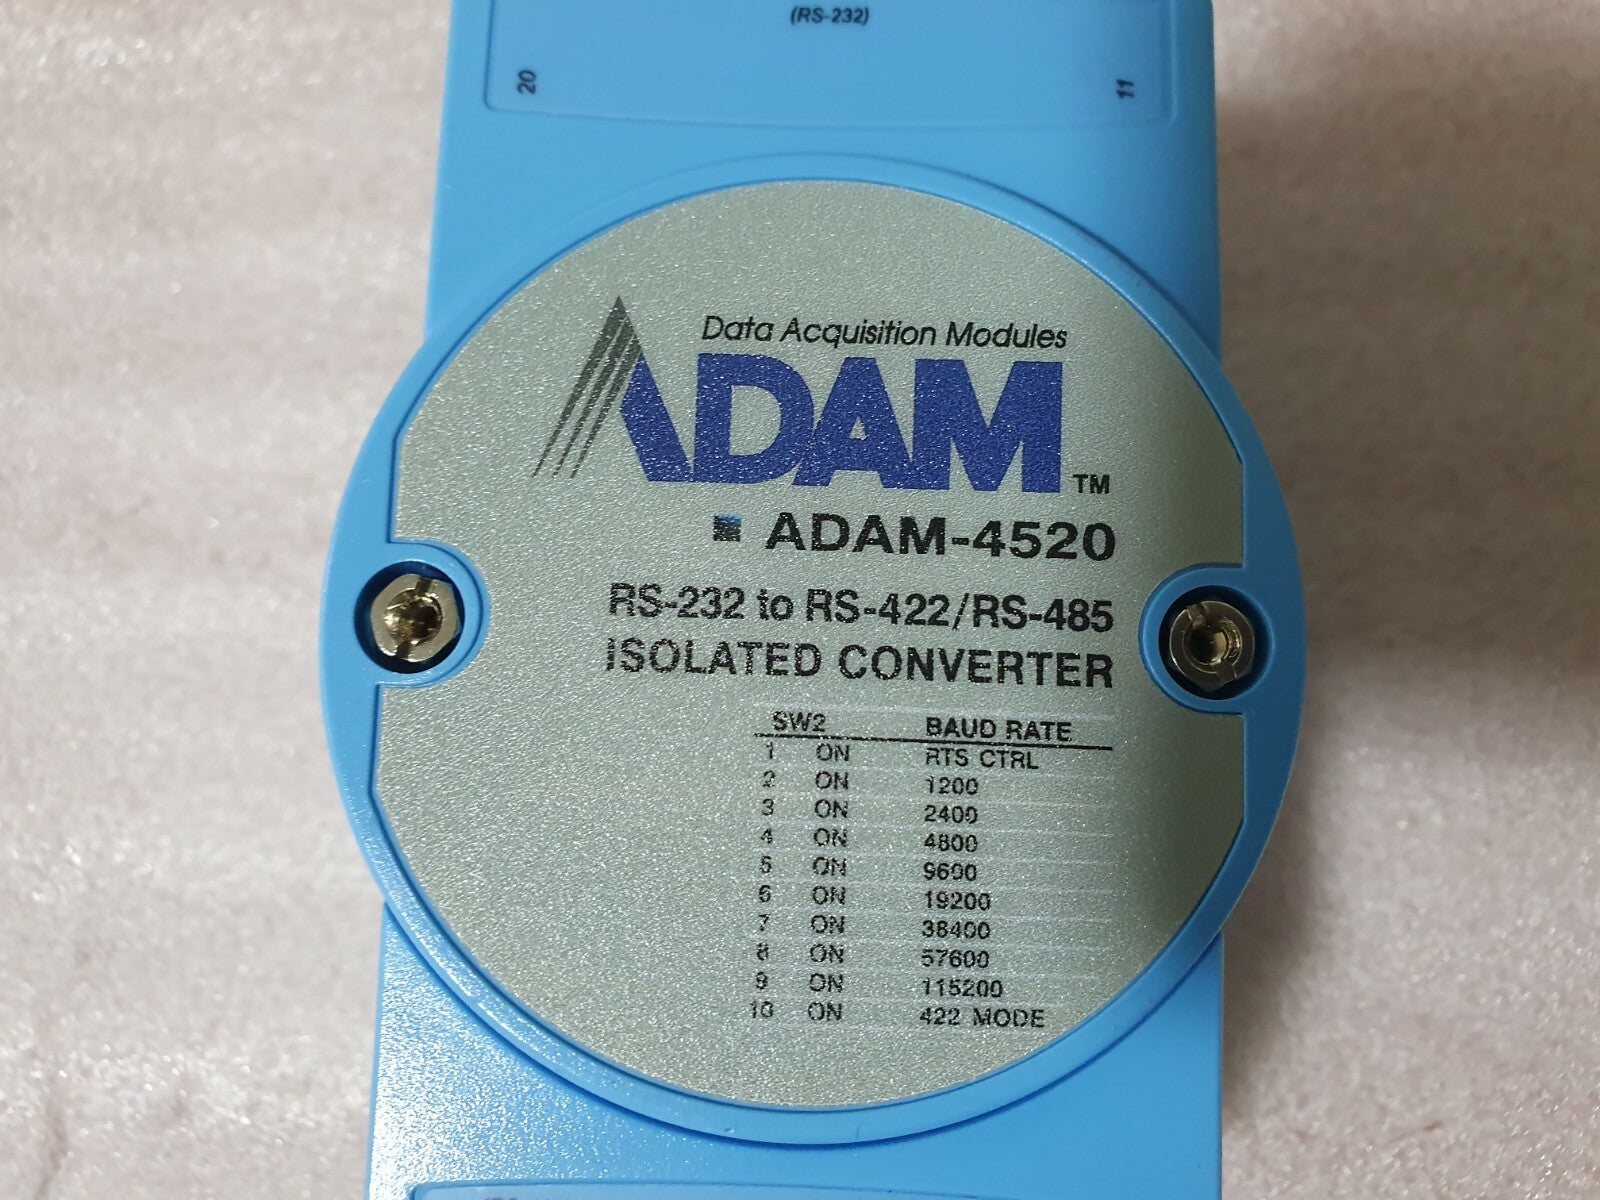 (RS-232)
20 11
Data Acquisition Modules
ADAM TM
ADAM-4520
RS-232 to RS-422/RS-485
ISOLATED CONVERTER
SW2 BAUD RATE
1 ON RTS CTRL
2 ON 1200
3 ON 2400
4 ON 4800
5 ON 9600
6 ON 19200
7 ON 38400
8 ON 57600
9 ON 115200
10 ON 422 MODE